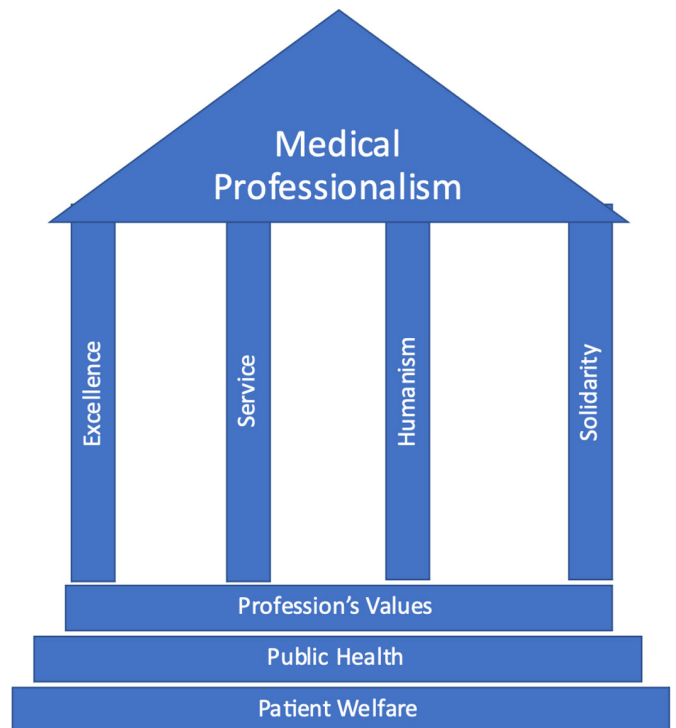 Medical
Professionalism
Excellence
Service
Humanism
Solidarity
Profession’s Values
Public Health
Patient Welfare